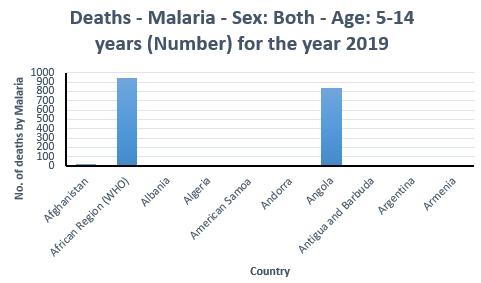 Deaths - Malaria - Sex: Both - Age: 5-14
years (Number) for the year 2019
No. of deaths by Malaria
1000
900
800
700
600
500
400
300
200
100
0
Afghanistan
African Region (WHO)
Albania
Algeria
American Samoa
Andorra
Angola
Antigua and Barbuda
Argentina
Armenia
Country